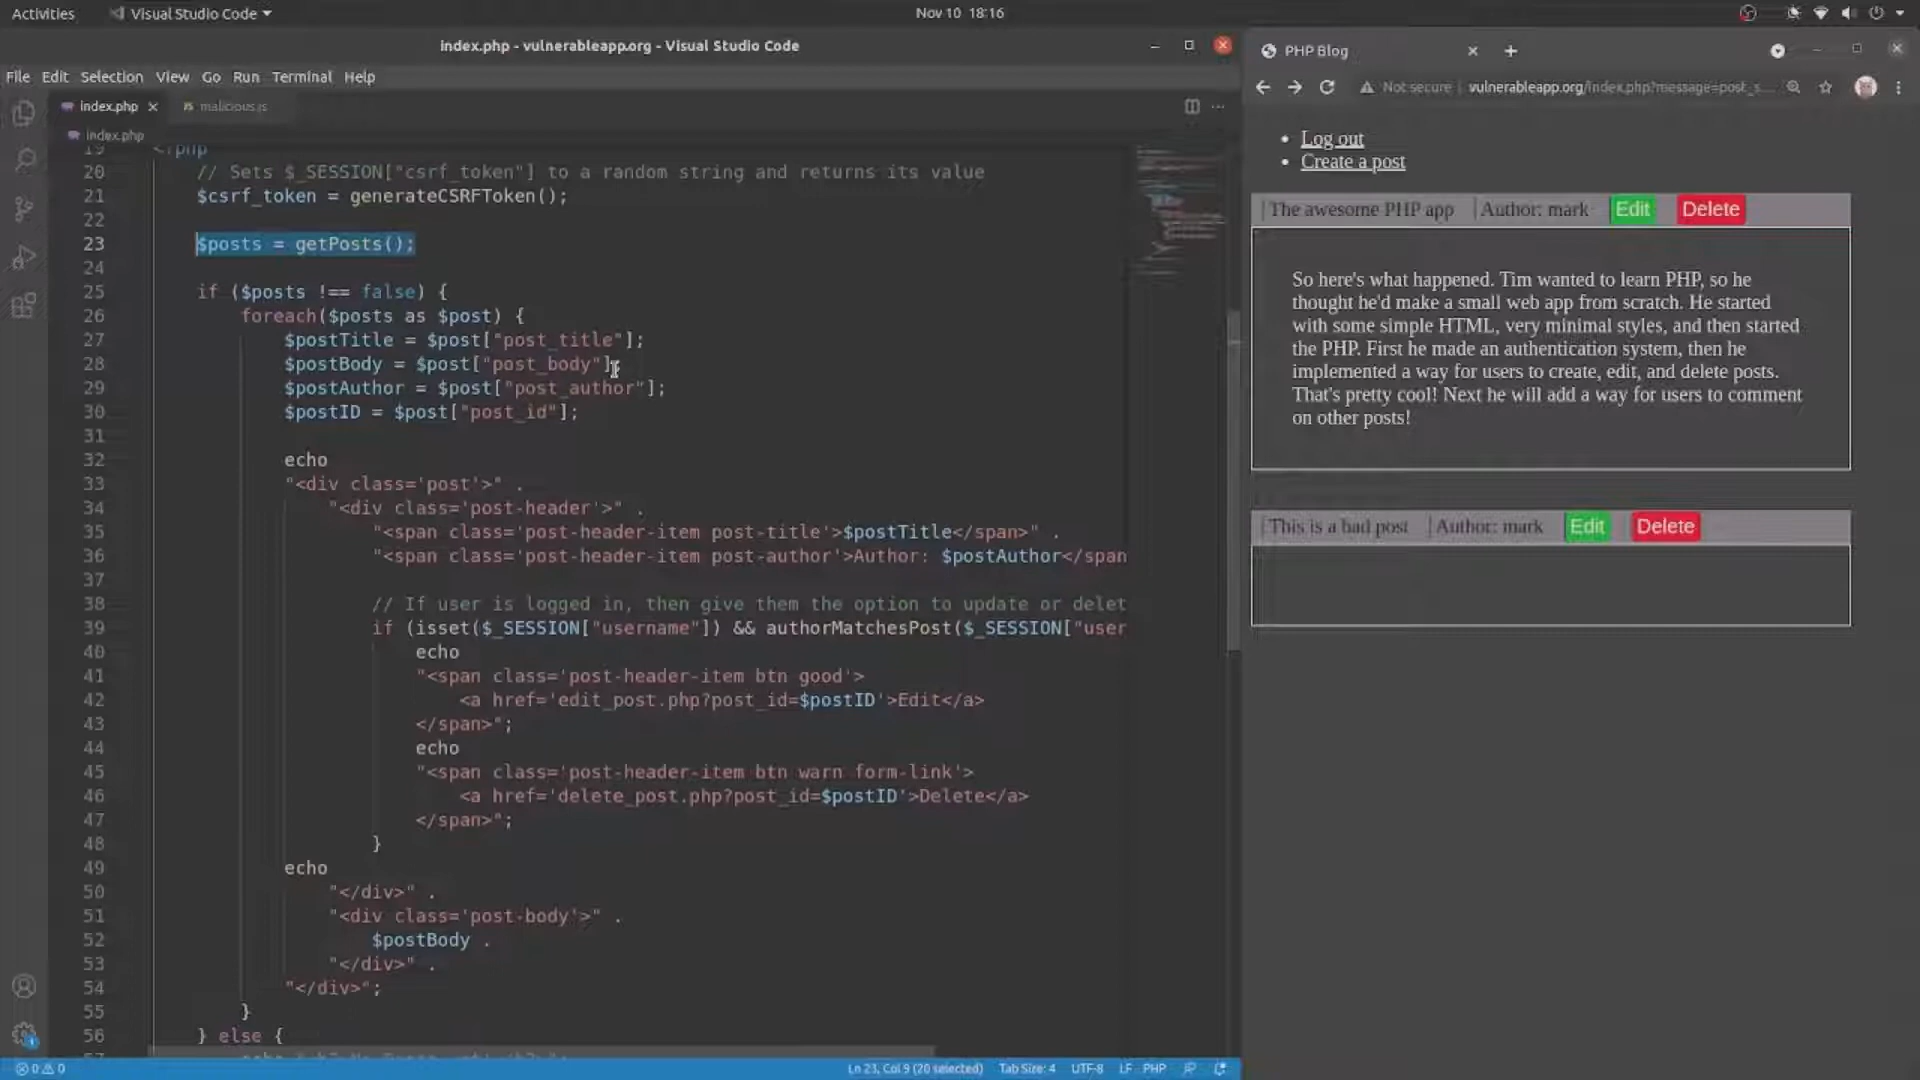 Activities
Visual Studio Code
Nov 10 18:16
index.php - vulnerableapp.org - Visual Studio Code
File Edit Selection View Go Run Terminal Help
index.php
malicious.js
index.php
19 <?php
20 // Sets $_SESSION["csrf_token"] to a random string and returns its value
21 $csrf_token = generateCSRFToken();
22
23 $posts = getPosts();
24
25 if ($posts !== false) {
26 foreach($posts as $post) {
27 $postTitle = $post["post_title"];
28 $postBody = $post["post_body"];
29 $postAuthor = $post["post_author"];
30 $postID = $post["post_id"];
31
32 echo
33 "<div class='post'>" .
34 "<div class='post-header'>" .
35 "<span class='post-header-item post-title'>$postTitle</span>" .
36 "<span class='post-header-item post-author'>Author: $postAuthor</span
37
38 // If user is logged in, then give them the option to update or delet
39 if (isset($_SESSION["username"]) && authorMatchesPost($_SESSION["user
40 echo
41 "<span class='post-header-item btn good'>
42 <a href='edit_post.php?post_id=$postID'>Edit</a>
43 </span>";
44 echo
45 "<span class='post-header-item btn warn form-link'>
46 <a href='delete_post.php?post_id=$postID'>Delete</a>
47 </span>";
48 }
49 echo
50 "</div>" .
51 "<div class='post-body'>" .
52 $postBody .
53 "</div>" .
54 "</div>";
55 }
56 } else {
0 0
Ln 23, Col 9 (20 selected) Tab Size: 4 UTF-8 LF PHP
PHP Blog
Not secure | vulnerableapp.org/index.php?message=post_s...
Log out
Create a post
The awesome PHP app Author: mark Edit Delete
So here's what happened. Tim wanted to learn PHP, so he
thought he'd make a small web app from scratch. He started
with some simple HTML, very minimal styles, and then started
the PHP. First he made an authentication system, then he
implemented a way for users to create, edit, and delete posts.
That's pretty cool! Next he will add a way for users to comment
on other posts!
This is a bad post Author: mark Edit Delete